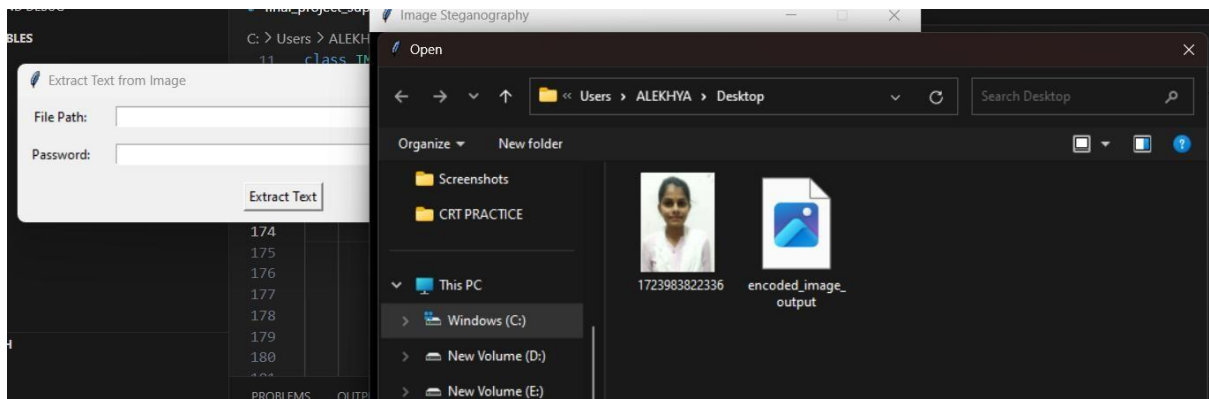 Image Steganography
BLES
C: > Users > ALEKH
11 class IM
Extract Text from Image
File Path:
Password:
Extract Text
174
175
176
177
178
179
180
PROBLEMS OUTP
Open
« Users › ALEKHYA › Desktop
Search Desktop
Organize
New folder
Screenshots
CRT PRACTICE
This PC
Windows (C:)
New Volume (D:)
New Volume (E:)
1723983822336
encoded_image_
output